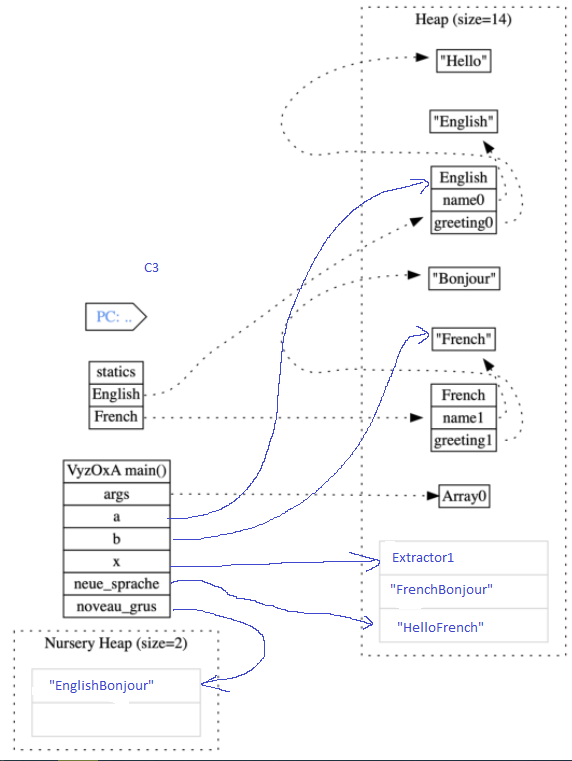 Heap (size=14)
"Hello"
"English"
English
name0
greeting0
C3
"Bonjour"
PC: ..
"French"
statics
English
French
French
name1
greeting1
VyzOxA main()
args
a
b
x
neue_sprache
noveau_grus
Array0
Extractor1
"FrenchBonjour"
"HelloFrench"
Nursery Heap (size=2)
"EnglishBonjour"